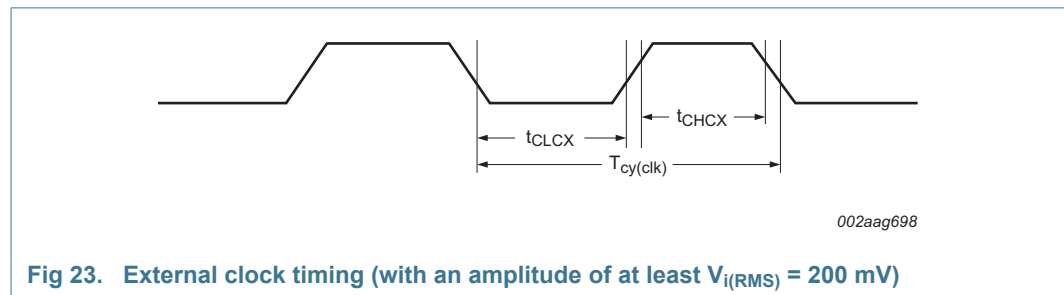 tCHCX
tCLCX
Tcy(clk)
002aag698
Fig 23. External clock timing (with an amplitude of at least Vi(RMS) = 200 mV)